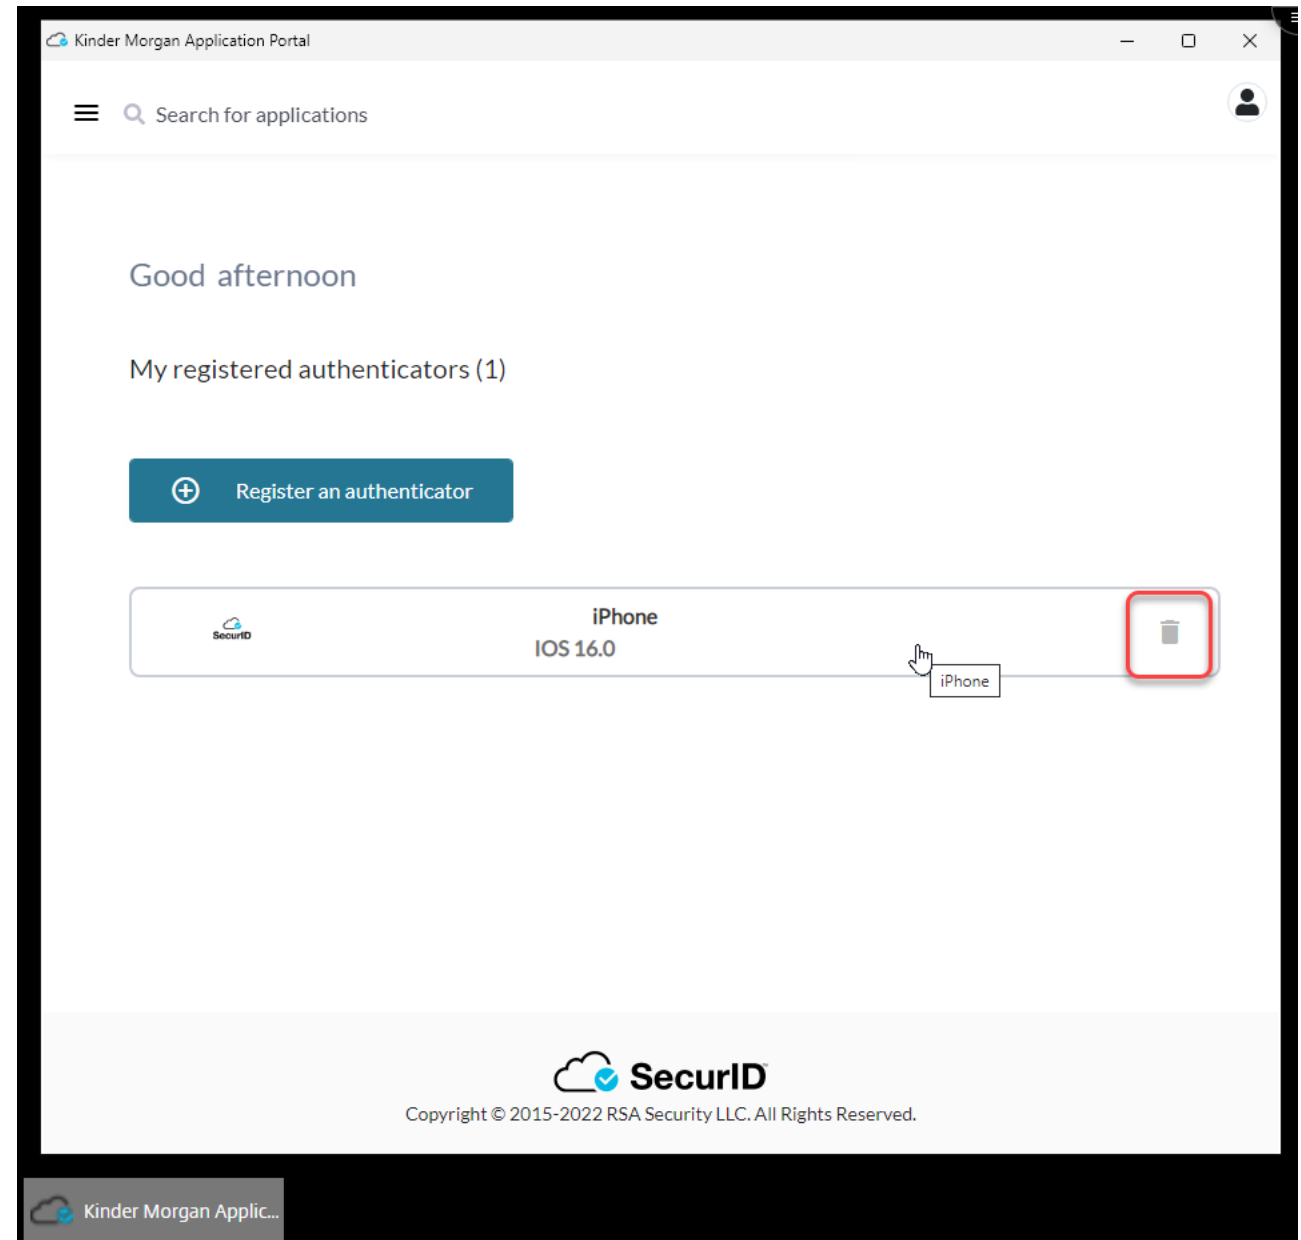 Kinder Morgan Application Portal
Search for applications
Good afternoon
My registered authenticators (1)
Register an authenticator
SecurID
iPhone
IOS 16.0
iPhone
SecurID
Copyright © 2015-2022 RSA Security LLC. All Rights Reserved.
Kinder Morgan Applic...